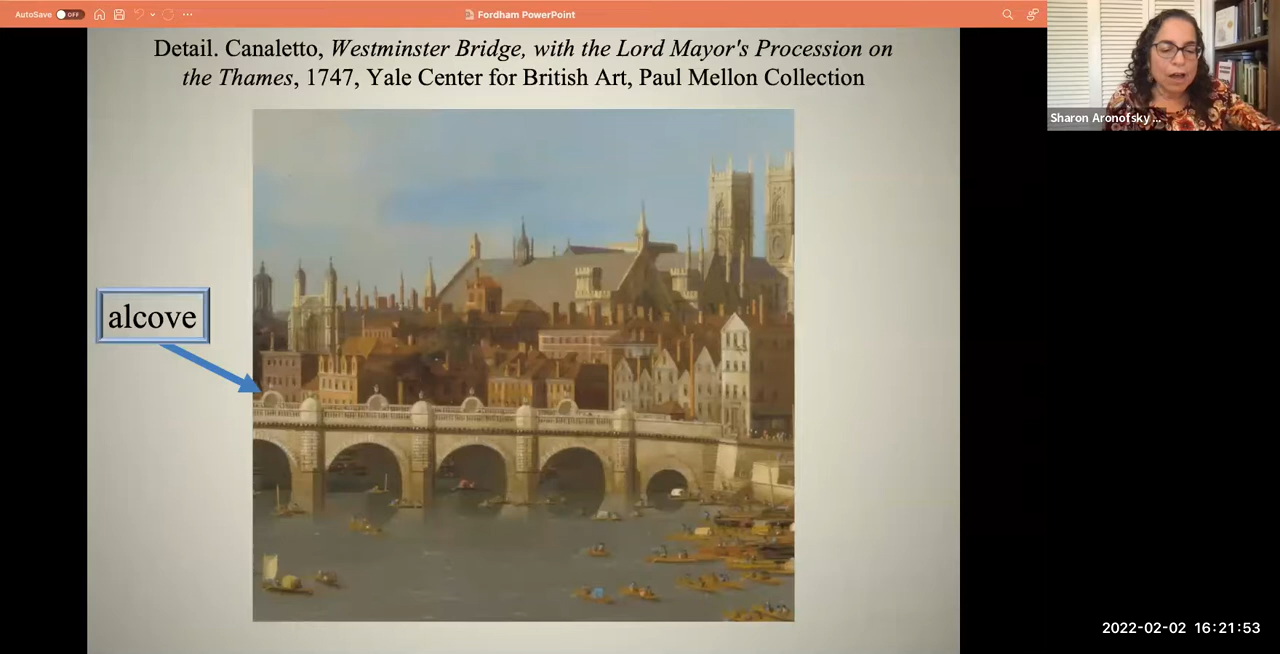 AutoSave OFF
Fordham PowerPoint
Detail. Canaletto, Westminster Bridge, with the Lord Mayor's Procession on
the Thames, 1747, Yale Center for British Art, Paul Mellon Collection
alcove
Sharon Aronofsky ...
2022-02-02 16:21:53